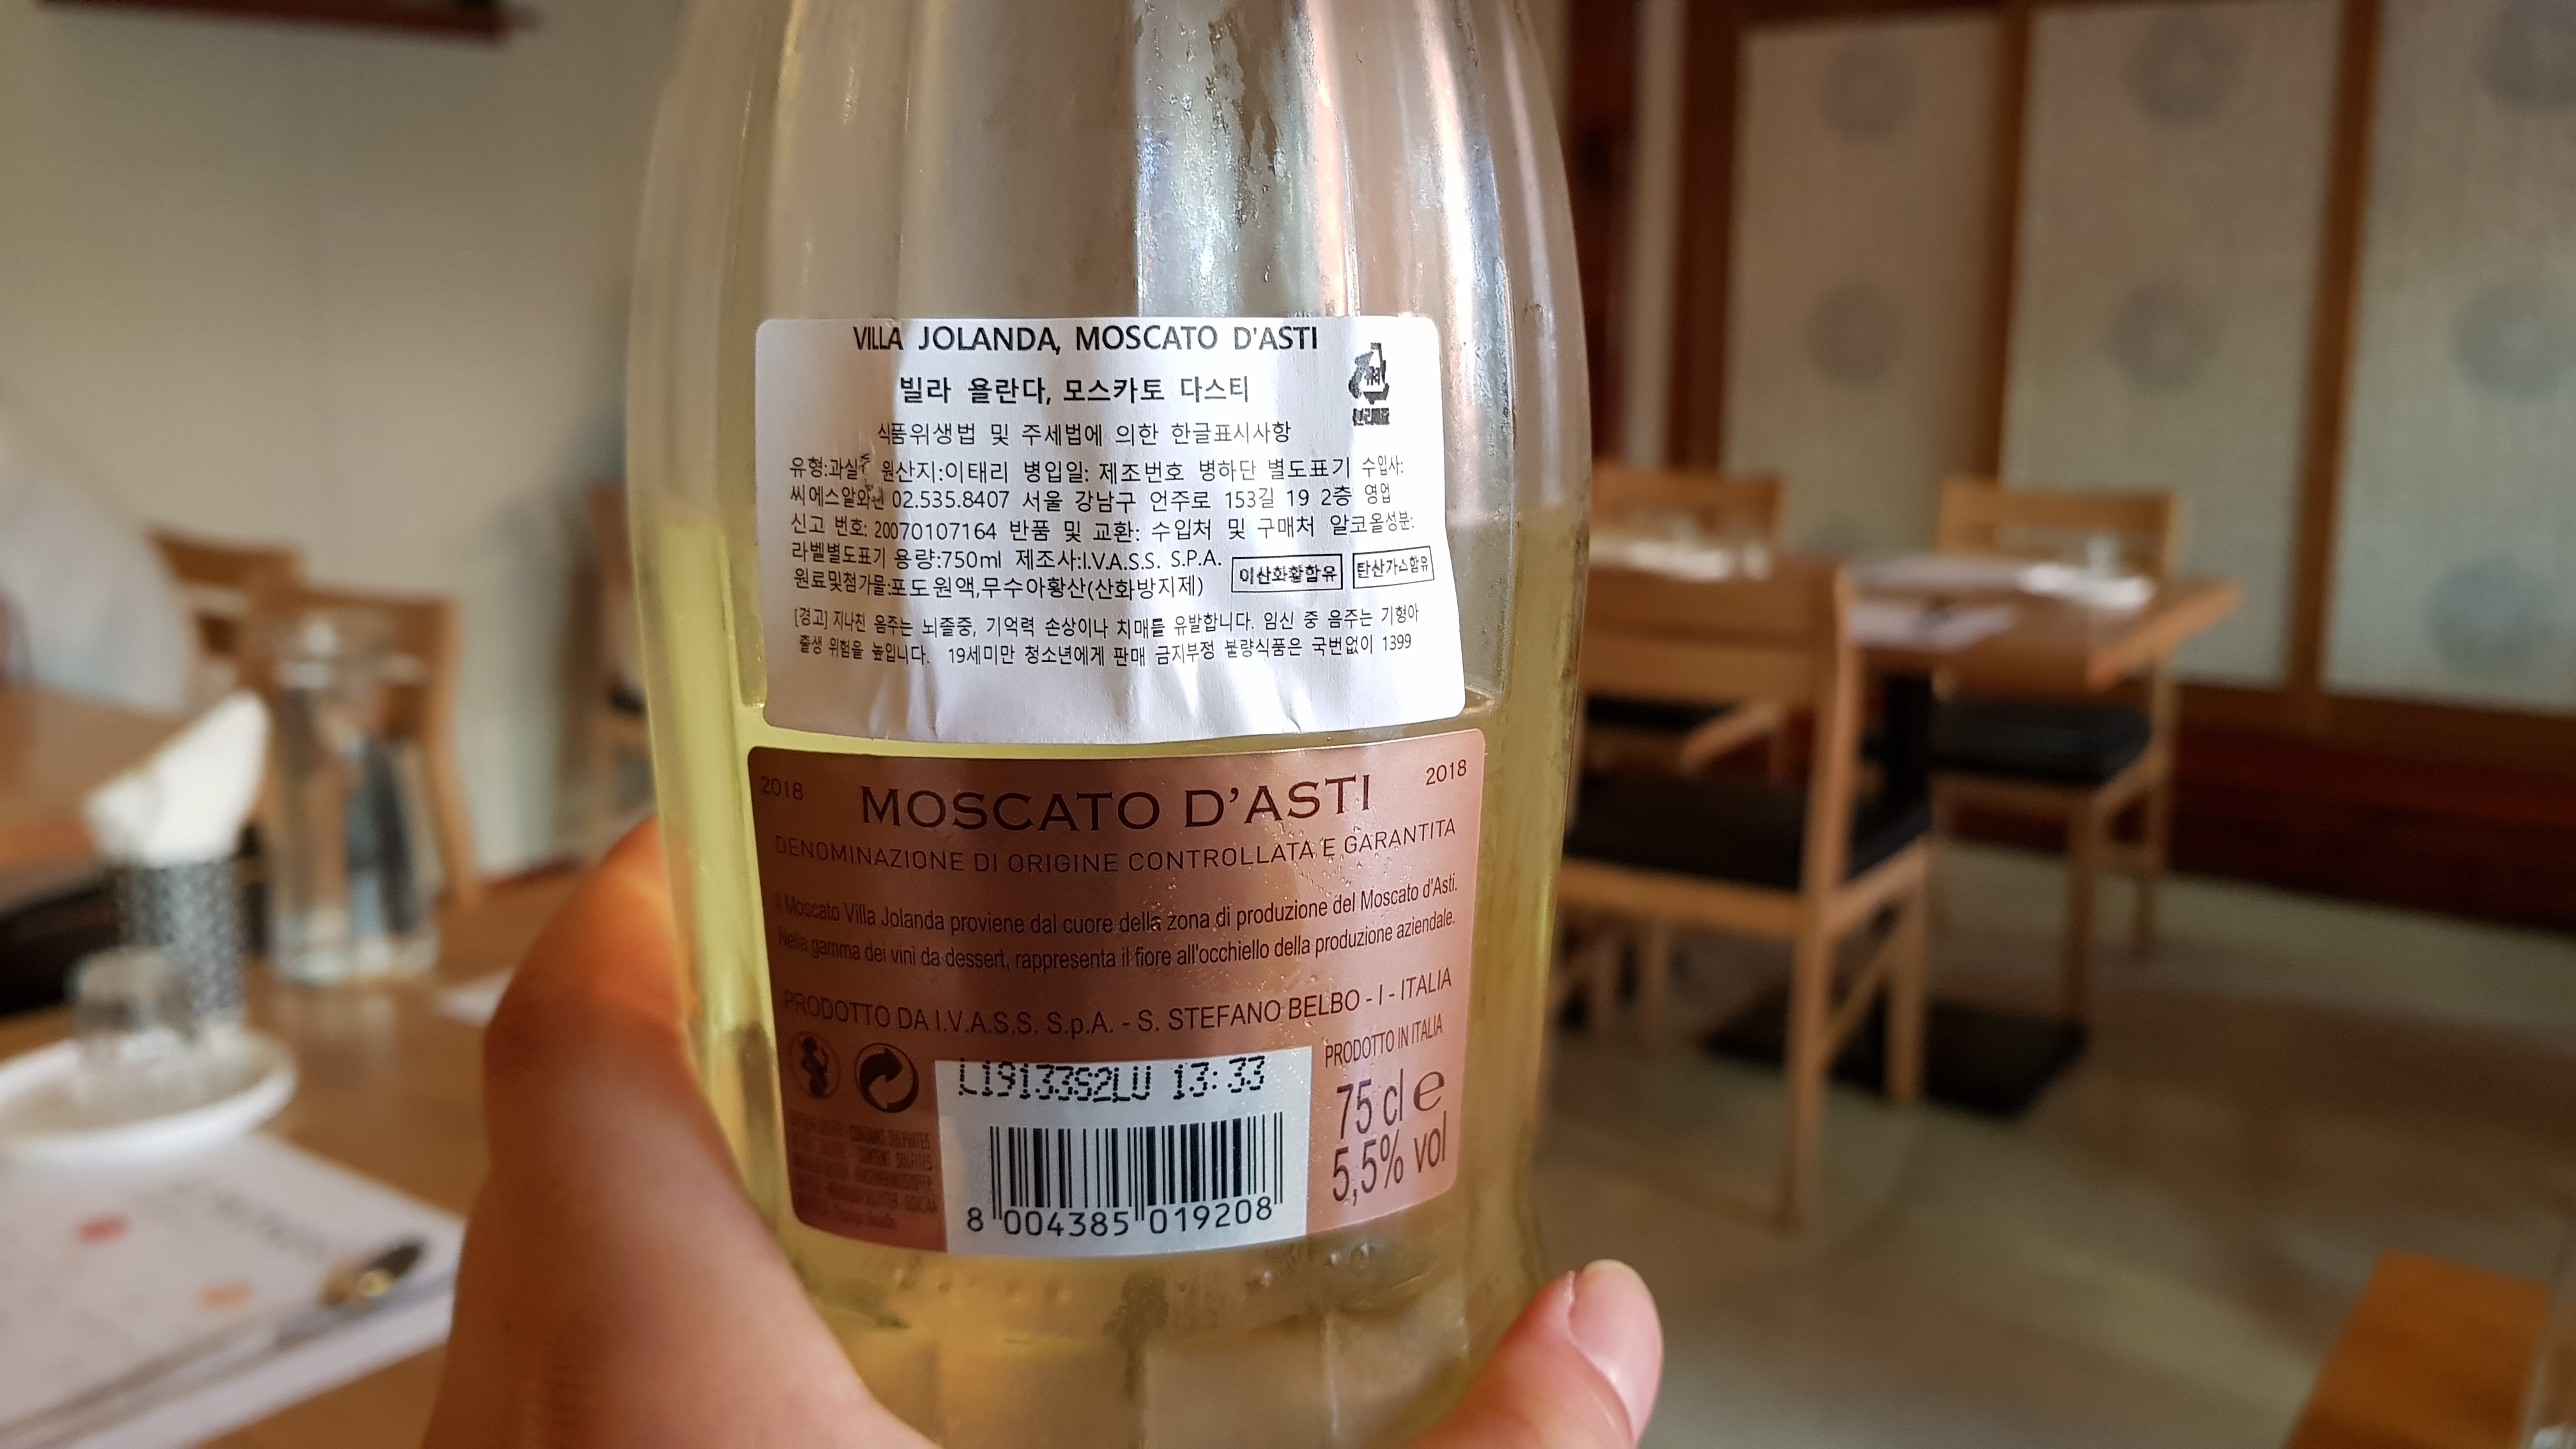 VILLA JOLANDA, MOSCATO D'ASTI
빌라 욜란다, 모스카토 다스티
분리배출
식품위생법 및 주세법에 의한 한글표시사항
유형:과실주 원산지:이태리 병입일: 제조번호 병하단 별도표기 수입사:
씨에스알와인 02.535.8407 서울 강남구 언주로 153길 19 2층 영업
신고 번호: 20070107164 반품 및 교환: 수입처 및 구매처 알코올성분:
라벨별도표기 용량:750ml 제조사:I.V.A.S.S. S.P.A.
원료및첨가물:포도원액,무수아황산(산화방지제)
이산화황함유 탄산가스함유
[경고] 지나친 음주는 뇌졸중, 기억력 손상이나 치매를 유발합니다. 임신 중 음주는 기형아
출생 위험을 높입니다. 19세미만 청소년에게 판매 금지부정 불량식품은 국번없이 1399
2018 MOSCATO D'ASTI 2018
DENOMINAZIONE DI ORIGINE CONTROLLATA E GARANTITA
Il Moscato Villa Jolanda proviene dal cuore della zona di produzione del Moscato d'Asti.
Nella gamma dei vini da dessert, rappresenta il fiore all'occhiello della produzione aziendale.
PRODOTTO DA I.V.A.S.S. S.p.A. - S. STEFANO BELBO - I - ITALIA
PRODOTTO IN ITALIA
75 cl e
5,5% vol
L19133S2LU 13:33
CONTAINS SULPHITES
CONTENT SULFITES
8 004385 019208